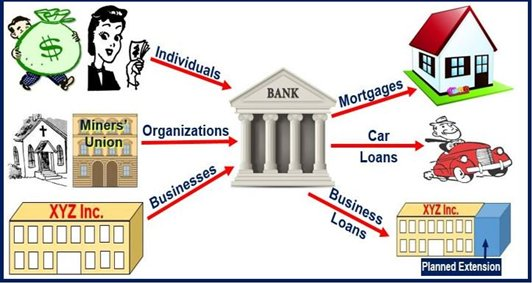 Individuals
BANK
Mortgages
Miners'
Union
Organizations
Car
Loans
Businesses
XYZ Inc.
Business
Loans
XYZ Inc.
Planned Extension